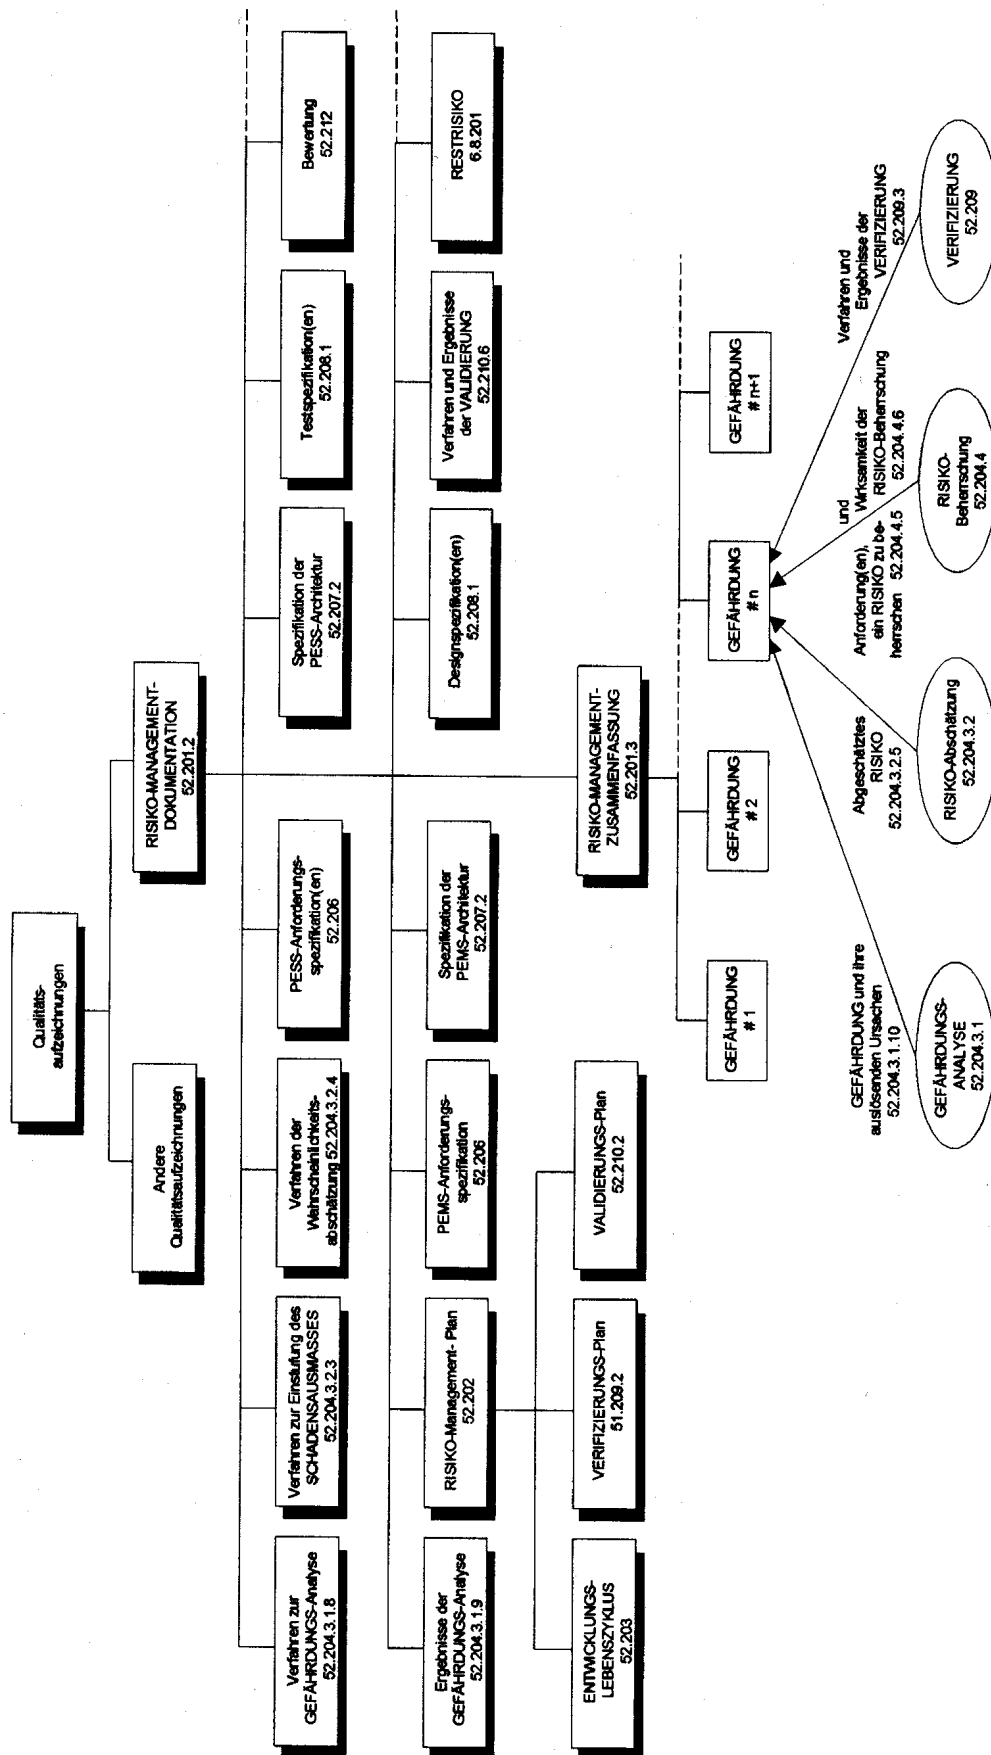 Qualitäts-
aufzeichnungen
Andere
Qualitätsaufzeichnungen
RISIKO-MANAGEMENT-
DOKUMENTATION
52.201.2
Verfahren zur
GEFÄHRDUNGS-Analyse
52.204.3.1.8
Verfahren zur Einstufung des
SCHADENSAUSMASSES
52.204.3.2.3
Verfahren der
Wahrscheinlichkeits-
abschätzung 52.204.3.2.4
PESS-Anforderungs-
spezifikation(en)
52.206
Spezifikation der
PESS-Architektur
52.207.2
Testspezifikation(en)
52.208.1
Bewertung
52.212
Ergebnisse der
GEFÄHRDUNGS-Analyse
52.204.3.1.9
RISIKO-Management- Plan
52.202
PEMS-Anforderungs-
spezifikation
52.206
Spezifikation der
PEMS-Architektur
52.207.2
Designspezifikation(en)
52.208.1
Verfahren und Ergebnisse
der VALIDIERUNG
52.210.6
RESTRISIKO
6.8.201
ENTWICKLUNGS-
LEBENSZYKLUS
52.203
VERIFIZIERUNGS-Plan
51.209.2
VALIDIERUNGS-Plan
52.210.2
RISIKO-MANAGEMENT-
ZUSAMMENFASSUNG
52.201.3
GEFÄHRDUNG
# 1
GEFÄHRDUNG
# 2
GEFÄHRDUNG
# n
GEFÄHRDUNG
# n+1
GEFÄHRDUNG und ihre
auslösenden Ursachen
52.204.3.1.10
Abgeschätztes
RISIKO
52.204.3.2.5
Anforderung(en),
ein RISIKO zu be-
herrschen 52.204.4.5
und
Wirksamkeit der
RISIKO-Beherrschung
52.204.4.6
Verfahren und
Ergebnisse der
VERIFIZIERUNG
52.209.3
GEFÄHRDUNGS-
ANALYSE
52.204.3.1
RISIKO-Abschätzung
52.204.3.2
RISIKO-
Beherrschung
52.204.4
VERIFIZIERUNG
52.209